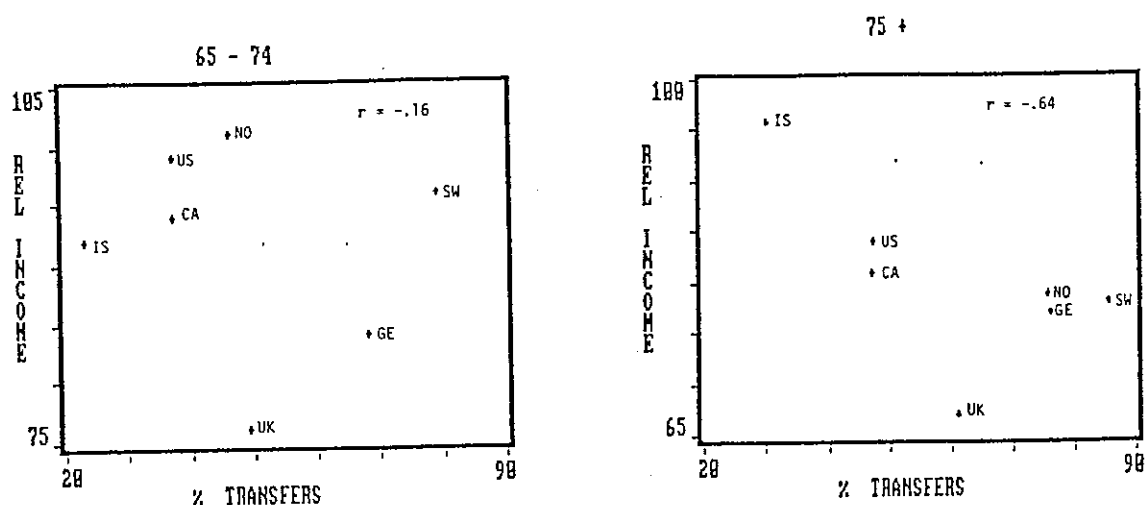 65 - 74
105
r = -.16
NO
US
SW
CA
IS
GE
UK
75
REL INCOME
20
90
% TRANSFERS
75 +
100
r = -.64
IS
US
CA
NO
SW
GE
UK
65
REL INCOME
20
90
% TRANSFERS